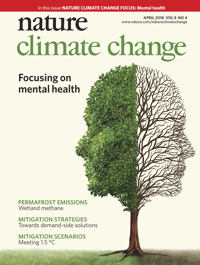 In this issue NATURE CLIMATE CHANGE FOCUS: Mental health
APRIL 2018 VOL 8 NO 4
www.nature.com/natureclimatechange
nature
climate change
Focusing on
mental health
PERMAFROST EMISSIONS
Wetland methane
MITIGATION STRATEGIES
Towards demand-side solutions
MITIGATION SCENARIOS
Meeting 1.5 °C